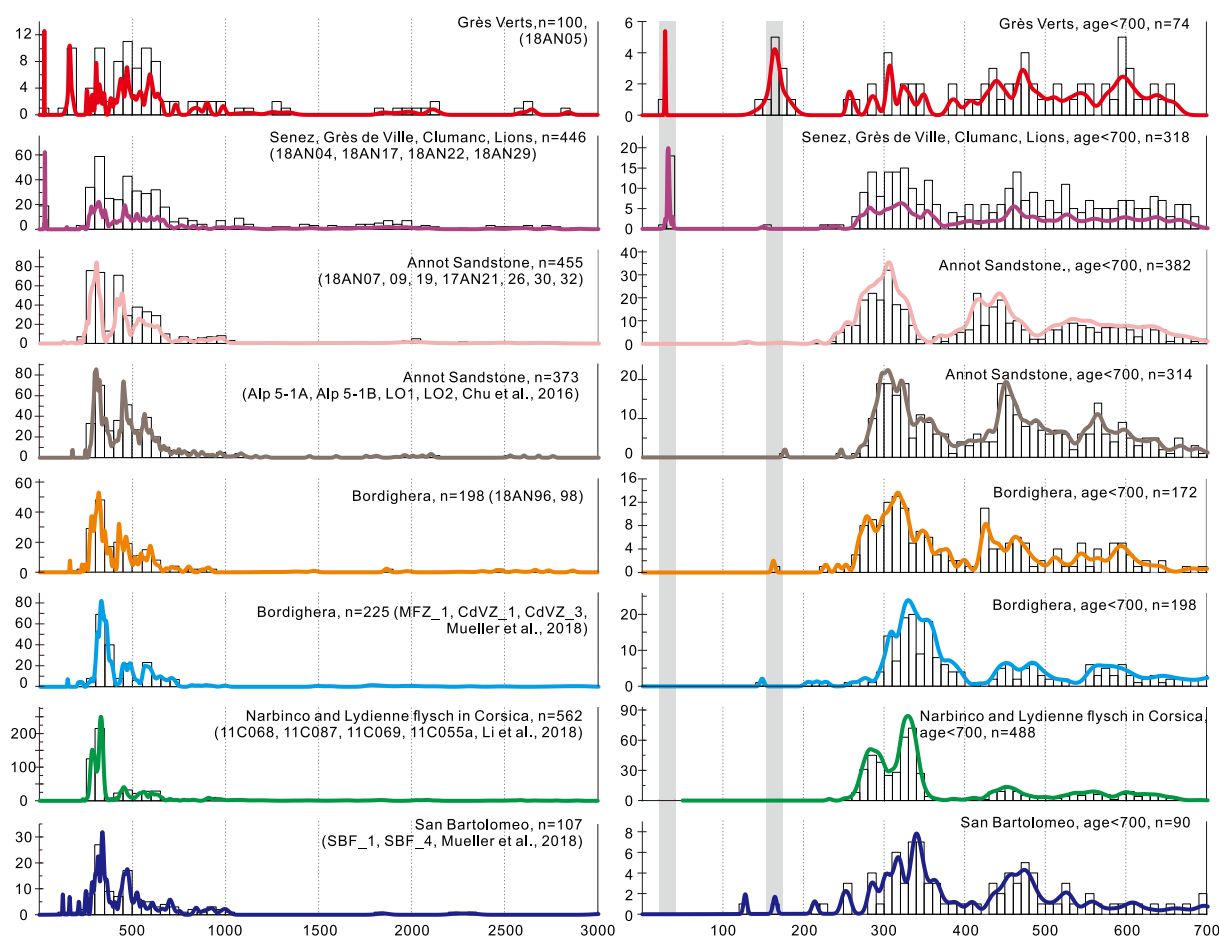 Grès Verts,n=100,
(18AN05)
12
8
4
0
Grès Verts, age<700, n=74
6
4
2
0
Senez, Grès de Ville, Clumanc, Lions, n=446
(18AN04, 18AN17, 18AN22, 18AN29)
60
40
20
0
Senez, Grès de Ville, Clumanc, Lions, age<700, n=318
20
15
10
5
0
Annot Sandstone, n=455
(18AN07, 09, 19, 17AN21, 26, 30, 32)
80
60
40
20
0
Annot Sandstone., age<700, n=382
40
30
20
10
0
Annot Sandstone, n=373
(Alp 5-1A, Alp 5-1B, LO1, LO2, Chu et al., 2016)
80
60
40
20
0
Annot Sandstone, age<700, n=314
20
10
0
Bordighera, n=198 (18AN96, 98)
60
40
20
0
Bordighera, age<700, n=172
16
12
8
4
0
Bordighera, n=225 (MFZ_1, CdVZ_1, CdVZ_3,
Mueller et al., 2018)
80
60
40
20
0
Bordighera, age<700, n=198
20
10
0
Narbinco and Lydienne flysch in Corsica, n=562
(11C068, 11C087, 11C069, 11C055a, Li et al., 2018)
200
100
0
Narbinco and Lydienne flysch in Corsica,
age<700, n=488
90
60
30
0
San Bartolomeo, n=107
(SBF_1, SBF_4, Mueller et al., 2018)
30
20
10
0
San Bartolomeo, age<700, n=90
8
6
4
2
0
500 1000 1500 2000 2500 3000
0 100 200 300 400 500 600 700